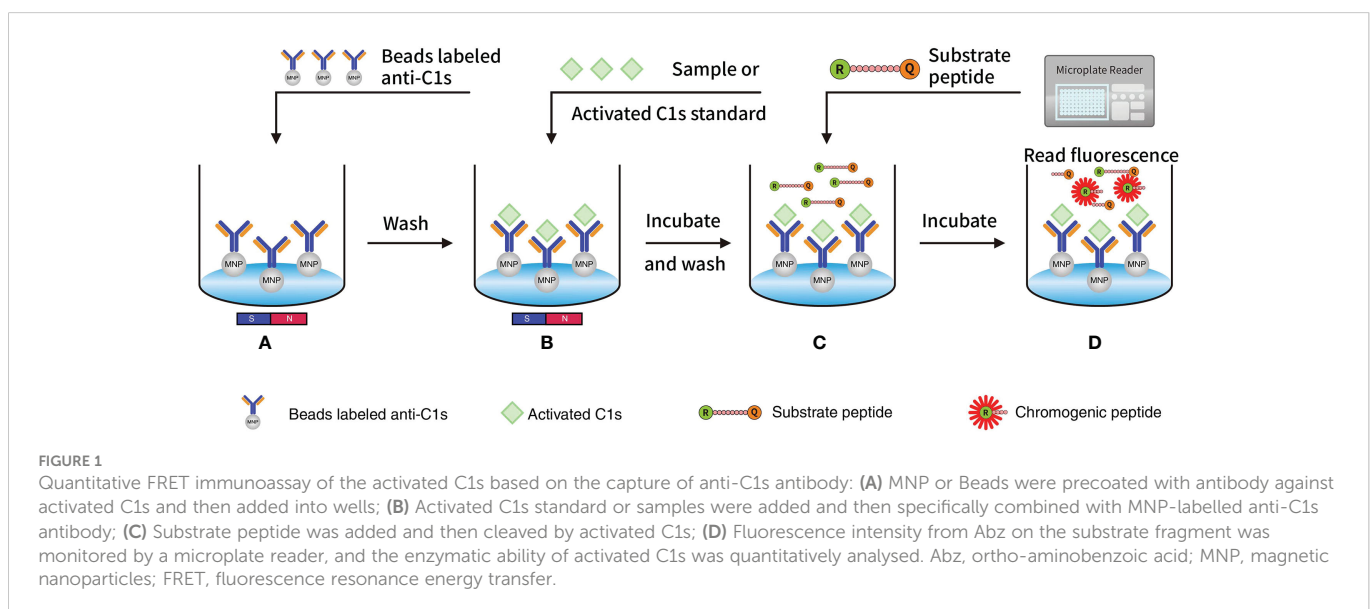 Beads labeled
anti-C1s
Sample or
Activated C1s standard
R
Q
Substrate
peptide
Microplate Reader
Read fluorescence
Wash
Incubate
and wash
Incubate
MNP MNP MNP
MNP MNP MNP
MNP MNP MNP
MNP MNP MNP
MNP MNP MNP
R Q
R Q
R Q
R Q
Q R Q
R R
Q
S N
S N
A
B
C
D
MNP
Beads labeled anti-C1s
Activated C1s
R Q
Substrate peptide
R
Chromogenic peptide
FIGURE 1
Quantitative FRET immunoassay of the activated C1s based on the capture of anti-C1s antibody: (A) MNP or Beads were precoated with antibody against
activated C1s and then added into wells; (B) Activated C1s standard or samples were added and then specifically combined with MNP-labelled anti-C1s
antibody; (C) Substrate peptide was added and then cleaved by activated C1s; (D) Fluorescence intensity from Abz on the substrate fragment was
monitored by a microplate reader, and the enzymatic ability of activated C1s was quantitatively analysed. Abz, ortho-aminobenzoic acid; MNP, magnetic
nanoparticles; FRET, fluorescence resonance energy transfer.